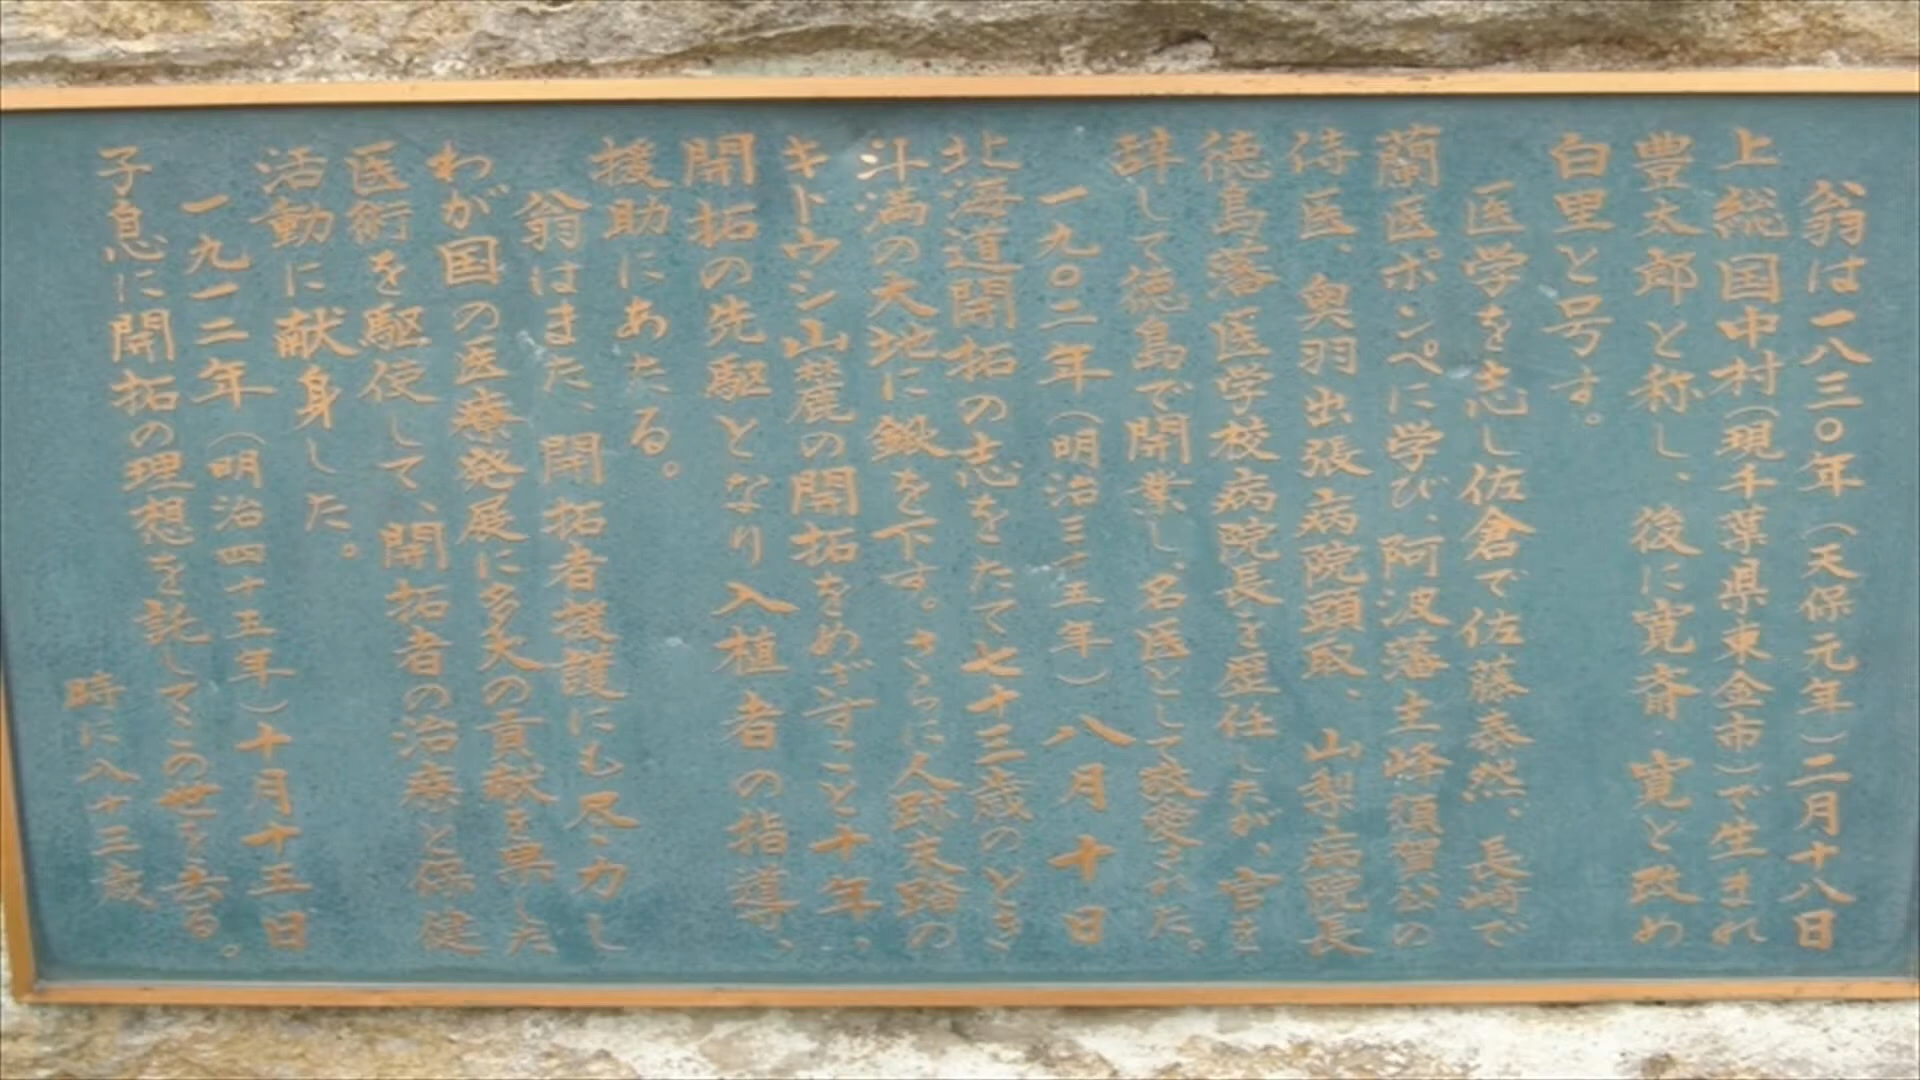 翁は一八三〇年(天保元年)二月十八日
上総国中村(現千葉県東金市)で生まれ
豊太郎と称し、後に寛斎・寛と改め
白里と号す。
医学を志し佐倉で佐藤泰然、長崎で
蘭医ポンペに学び、阿波藩主峰須賀公の
侍医、奥羽出張病院頭取、山梨病院長
徳島藩医学校病院長を歴任したが、官を
辞して徳島で開業し、名医として敬愛された。
一九〇二年(明治三十五年)八月十日
北海道開拓の志をたて七十三歳のとき
斗満の大地に鍬を下す。さらに人跡未踏の
キトウシ山麓の開拓をめざすこと十年、
開拓の先駆となり入植者の指導、
援助にあたる。
翁はまた、開拓者援護にも尽力し
わが国の医療発展に多大の貢献を果した
医術を駆使して、開拓者の治療と保健
活動に献身した。
一九一二年(明治四十五年)十月十五日
子息に開拓の理想を託してこの世を去る。
時に八十三歳